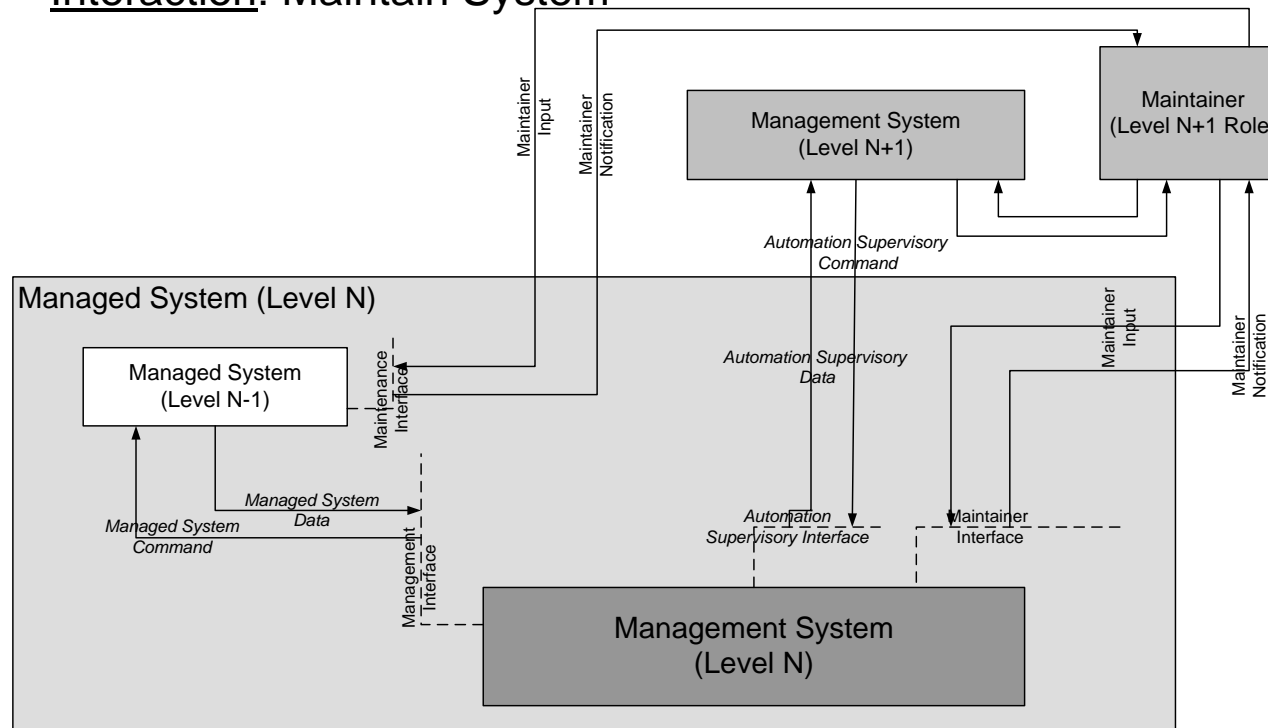 Interaction: Maintain System
Maintainer
Input
Maintainer
Notification
Management System
(Level N+1)
Maintainer
(Level N+1 Role
Automation Supervisory
Command
Managed System (Level N)
Maintainer
Input
Maintainer
Notification
Managed System
(Level N-1)
Maintenance
Interface
Automation Supervisory
Data
Managed System
Data
Managed System
Command
Management
Interface
Automation
Supervisory Interface
Maintainer
Interface
Management System
(Level N)